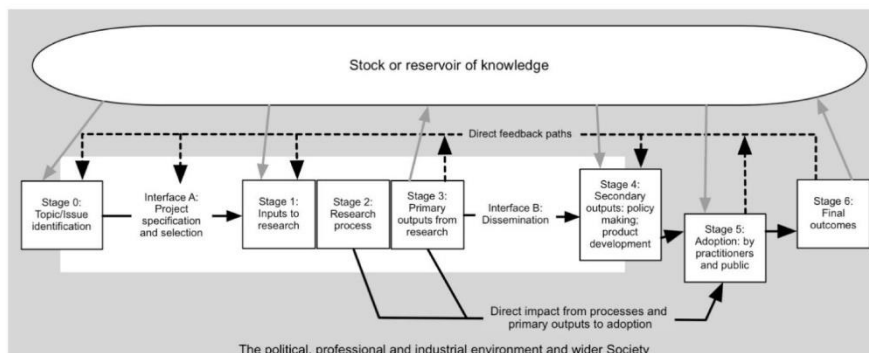 Stock or reservoir of knowledge
Direct feedback paths
Stage 0:
Topic/Issue
identification
Interface A:
Project
specification
and selection
Stage 1:
Inputs to
research
Stage 2:
Research
process
Stage 3:
Primary
outputs from
research
Interface B:
Dissemination
Stage 4:
Secondary
outputs: policy
making;
product
development
Stage 5:
Adoption: by
practitioners
and public
Stage 6:
Final
outcomes
Direct impact from processes and
primary outputs to adoption
The political, professional and industrial environment and wider Society